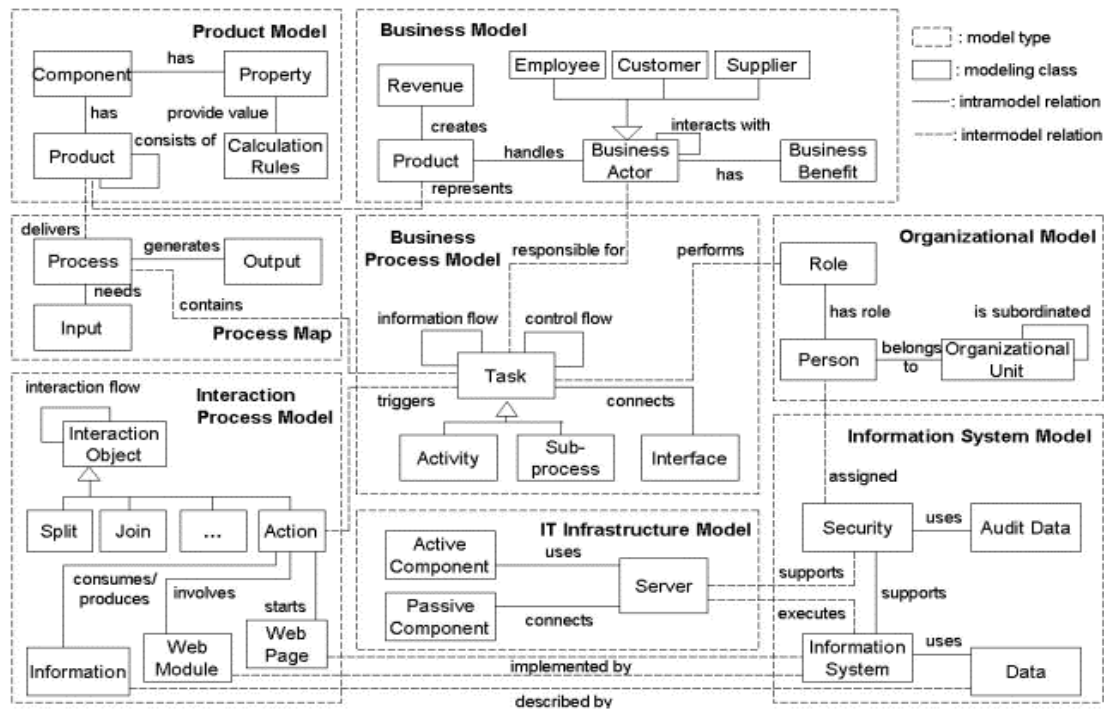 Product Model
Component
has
Property
has
provide value
consists of
Product
Calculation
Rules
Business Model
Employee
Customer
Supplier
Revenue
creates
interacts with
Product
handles
Business
Actor
has
Business
Benefit
represents
: model type
: modeling class
: intramodel relation
: intermodel relation
delivers
Process
generates
Output
needs
contains
Input
Process Map
Business
Process Model
responsible for
performs
information flow
control flow
Task
triggers
connects
Activity
Sub-
process
Interface
Organizational Model
Role
has role
is subordinated
Person
belongs
to
Organizational
Unit
interaction flow
Interaction
Process Model
Interaction
Object
Split
Join
...
Action
consumes/
produces
involves
starts
Information
Web
Module
Web
Page
IT Infrastructure Model
Active
Component
uses
Server
Passive
Component
connects
Information System Model
assigned
Security
uses
Audit Data
supports
supports
executes
Information
System
uses
Data
implemented by
described by